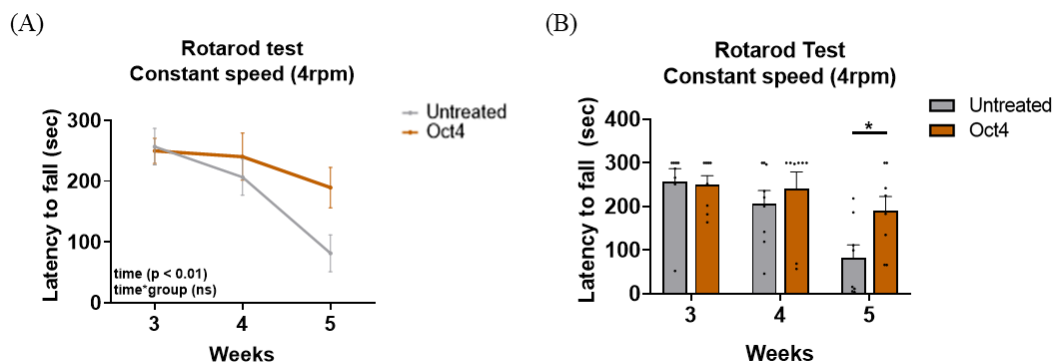 (A)
Rotarod test
Constant speed (4rpm)
Untreated
Oct4
Latency to fall (sec)
300
200
100
0
time (p < 0.01)
time*group (ns)
3 4 5
Weeks
(B)
Rotarod Test
Constant speed (4rpm)
Untreated
Oct4
Latency to fall (sec)
400
300
200
100
0
*
3 4 5
Weeks